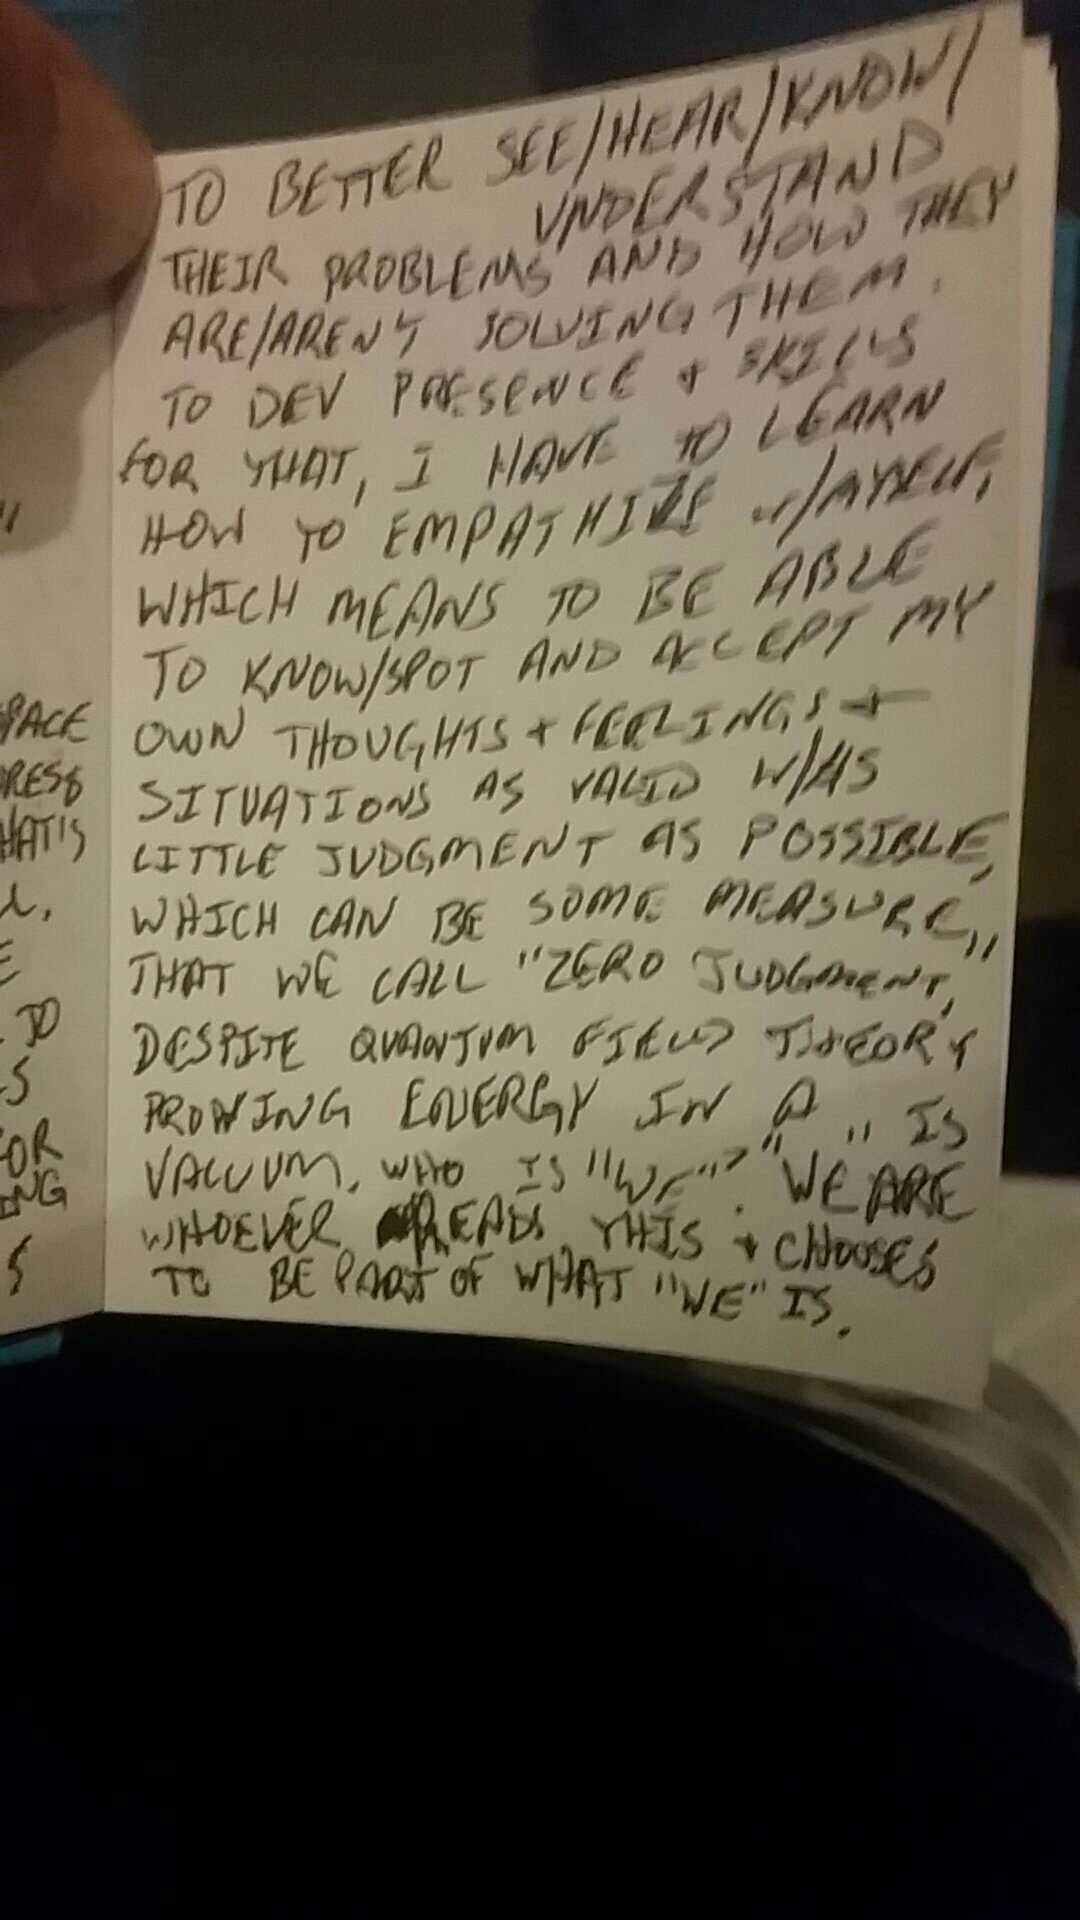 TO BETTER SEE/HEAR/KNOW/
UNDERSTAND
THEIR PROBLEMS AND HOW THEY
ARE/AREN'T SOLVING THEM.
TO DEV PRESENCE + SKILLS
FOR THAT, I HAVE TO LEARN
HOW TO EMPATHIZE w/MYSELF,
WHICH MEANS TO BE ABLE
TO KNOW/SPOT AND ACCEPT MY
OWN THOUGHTS + FEELINGS +
SITUATIONS AS VALID W/AS
LITTLE JUDGMENT AS POSSIBLE,
WHICH CAN BE SOME MEASURE,
THAT WE CALL "ZERO JUDGMENT,"
DESPITE QUANTUM FIELD THEORY
PROVING ENERGY IN A
VACUUM. WHO IS "WE"? "WE ARE" IS
WHOEVER READS THIS + CHOOSES
TO BE PART OF WHAT "WE" IS.
PACE
RESS
HAT'S
TO
S
FOR
ING
S